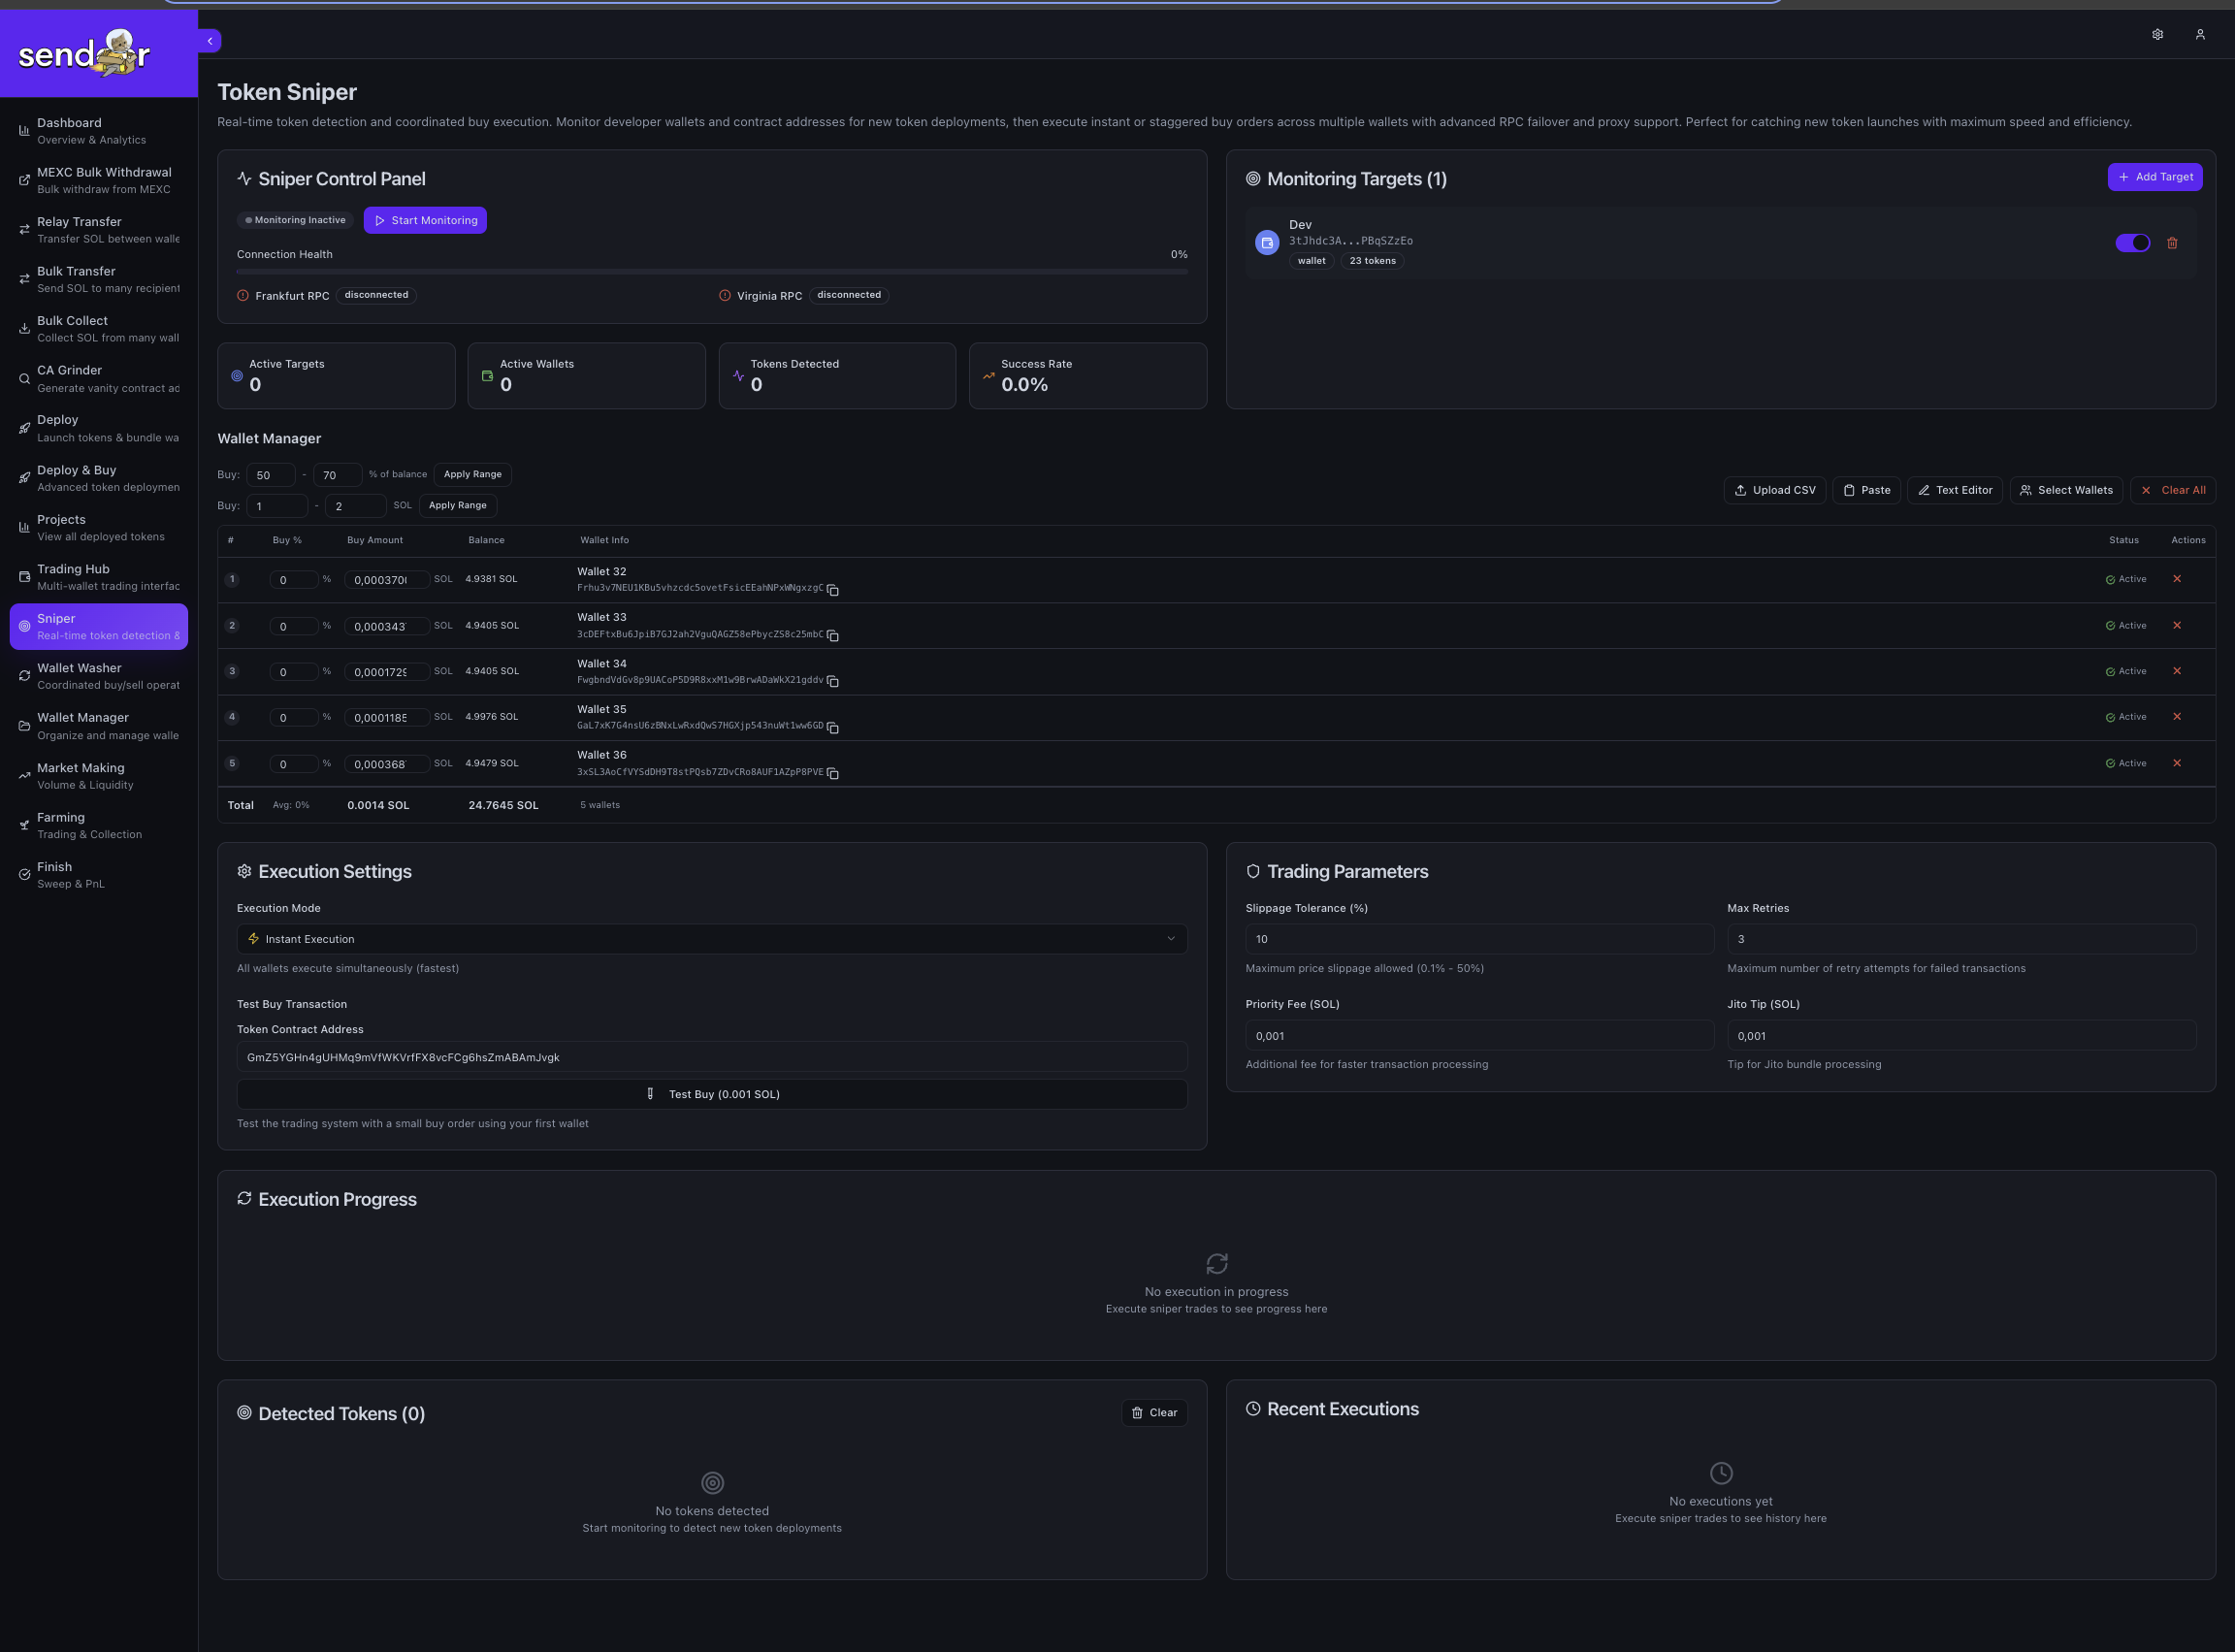 sendor
Dashboard
Overview & Analytics
MEXC Bulk Withdrawal
Bulk withdraw from MEXC
Relay Transfer
Transfer SOL between walle
Bulk Transfer
Send SOL to many recipient
Bulk Collect
Collect SOL from many wall
CA Grinder
Generate vanity contract ac
Deploy
Launch tokens & bundle wa
Deploy & Buy
Advanced token deploymen
Projects
View all deployed tokens
Trading Hub
Multi-wallet trading interfac
Sniper
Real-time token detection &
Wallet Washer
Coordinated buy/sell operat
Wallet Manager
Organize and manage walle
Market Making
Volume & Liquidity
Farming
Trading & Collection
Finish
Sweep & PnL
Token Sniper
Real-time token detection and coordinated buy execution. Monitor developer wallets and contract addresses for new token deployments, then execute instant or staggered buy orders across multiple wallets with advanced RPC failover and proxy support. Perfect for catching new token launches with maximum speed and efficiency.
Sniper Control Panel
Monitoring Inactive Start Monitoring
Connection Health 0%
Frankfurt RPC disconnected Virginia RPC disconnected
Monitoring Targets (1) Add Target
Dev
3tJhdc3A...PBqSZzEo
wallet 23 tokens
Active Targets
0
Active Wallets
0
Tokens Detected
0
Success Rate
0.0%
Wallet Manager
Buy: 50 - 70 % of balance Apply Range
Buy: 1 - 2 SOL Apply Range
Upload CSV Paste Text Editor Select Wallets Clear All
# Buy % Buy Amount Balance Wallet Info Status Actions
1 0 % 0,000370 SOL 4.9381 SOL Wallet 32 Active
Frhu3v7NEU1KBu5vhzcdc5ovetFsicEEahNPxWNgxzgC
2 0 % 0,000343 SOL 4.9405 SOL Wallet 33 Active
3cDEFtxBu6JpiB7GJ2ah2VguQAGZ58ePbycZS8c25mbC
3 0 % 0,000172 SOL 4.9405 SOL Wallet 34 Active
FwgbndVdGv8p9UACoP5D9R8xxM1w9BrwADaWkX21gddv
4 0 % 0,000118 SOL 4.9976 SOL Wallet 35 Active
GaL7xK7G4nsU6zBNxLwRxdQwS7HGXjp543nuWt1ww6GD
5 0 % 0,000368 SOL 4.9479 SOL Wallet 36 Active
3xSL3AoCfVYSdDH9T8stPQsb7ZDvCRo8AUF1AZpP8PVE
Total Avg: 0% 0.0014 SOL 24.7645 SOL 5 wallets
Execution Settings
Execution Mode
Instant Execution
All wallets execute simultaneously (fastest)
Test Buy Transaction
Token Contract Address
GmZ5YGHn4gUHMq9mVfWKVrfFX8vcFCg6hsZmABAmJvgk
Test Buy (0.001 SOL)
Test the trading system with a small buy order using your first wallet
Trading Parameters
Slippage Tolerance (%) Max Retries
10 3
Maximum price slippage allowed (0.1% - 50%) Maximum number of retry attempts for failed transactions
Priority Fee (SOL) Jito Tip (SOL)
0,001 0,001
Additional fee for faster transaction processing Tip for Jito bundle processing
Execution Progress
No execution in progress
Execute sniper trades to see progress here
Detected Tokens (0) Clear
No tokens detected
Start monitoring to detect new token deployments
Recent Executions
No executions yet
Execute sniper trades to see history here